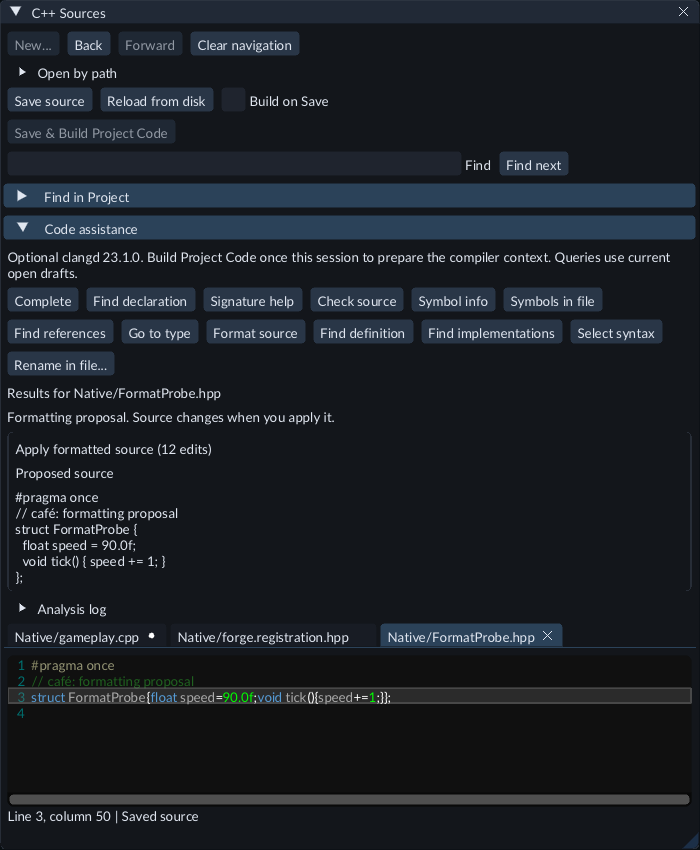 C++ Sources
New... Back Forward Clear navigation
Open by path
Save source Reload from disk Build on Save
Save & Build Project Code
Find Find next
Find in Project
Code assistance
Optional clangd 23.1.0. Build Project Code once this session to prepare the compiler context. Queries use current
open drafts.
Complete Find declaration Signature help Check source Symbol info Symbols in file
Find references Go to type Format source Find definition Find implementations Select syntax
Rename in file...
Results for Native/FormatProbe.hpp
Formatting proposal. Source changes when you apply it.
Apply formatted source (12 edits)
Proposed source
#pragma once
// café: formatting proposal
struct FormatProbe {
  float speed = 90.0f;
  void tick() { speed += 1; }
};
Analysis log
Native/gameplay.cpp Native/forge.registration.hpp Native/FormatProbe.hpp
1 #pragma once
2 // café: formatting proposal
3 struct FormatProbe{float speed=90.0f;void tick(){speed+=1;}};
4
Line 3, column 50 | Saved source